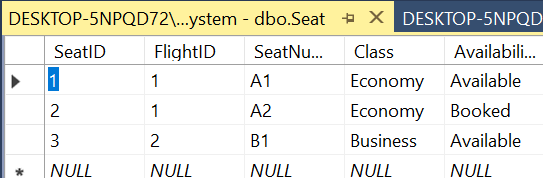 DESKTOP-5NPQD72\...ystem - dbo.Seat DESKTOP-5NPQD
SeatID FlightID SeatNu... Class Availabili...
1 1 A1 Economy Available
2 1 A2 Economy Booked
3 2 B1 Business Available
* NULL NULL NULL NULL NULL